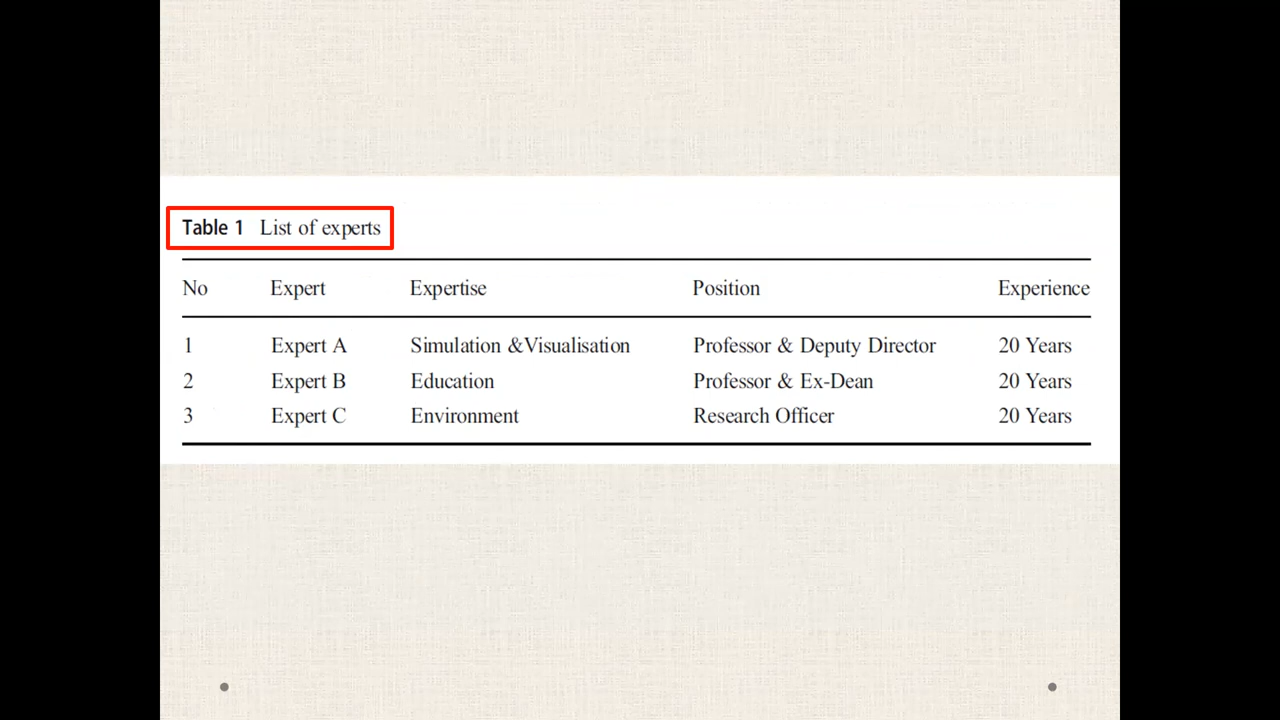 Table 1 List of experts
No Expert Expertise Position Experience
1 Expert A Simulation &Visualisation Professor & Deputy Director 20 Years
2 Expert B Education Professor & Ex-Dean 20 Years
3 Expert C Environment Research Officer 20 Years